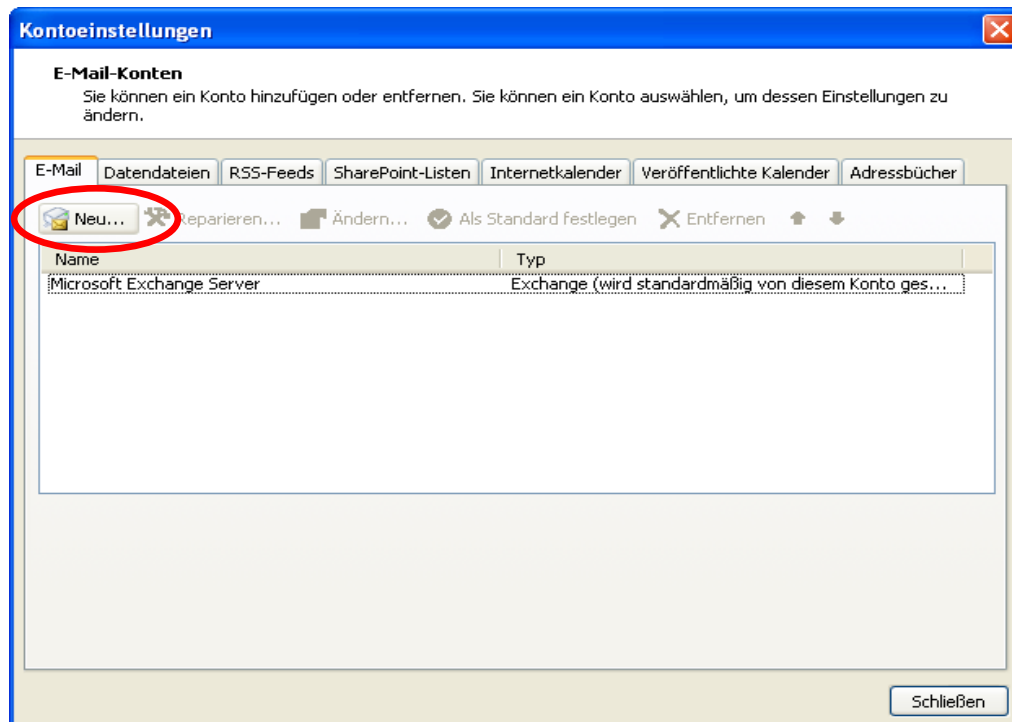 Kontoeinstellungen
E-Mail-Konten
Sie können ein Konto hinzufügen oder entfernen. Sie können ein Konto auswählen, um dessen Einstellungen zu
ändern.
E-Mail Datendateien RSS-Feeds SharePoint-Listen Internetkalender Veröffentlichte Kalender Adressbücher
Neu... Reparieren... Ändern... Als Standard festlegen Entfernen
Name Typ
Microsoft Exchange Server Exchange (wird standardmäßig von diesem Konto ges...
Schließen